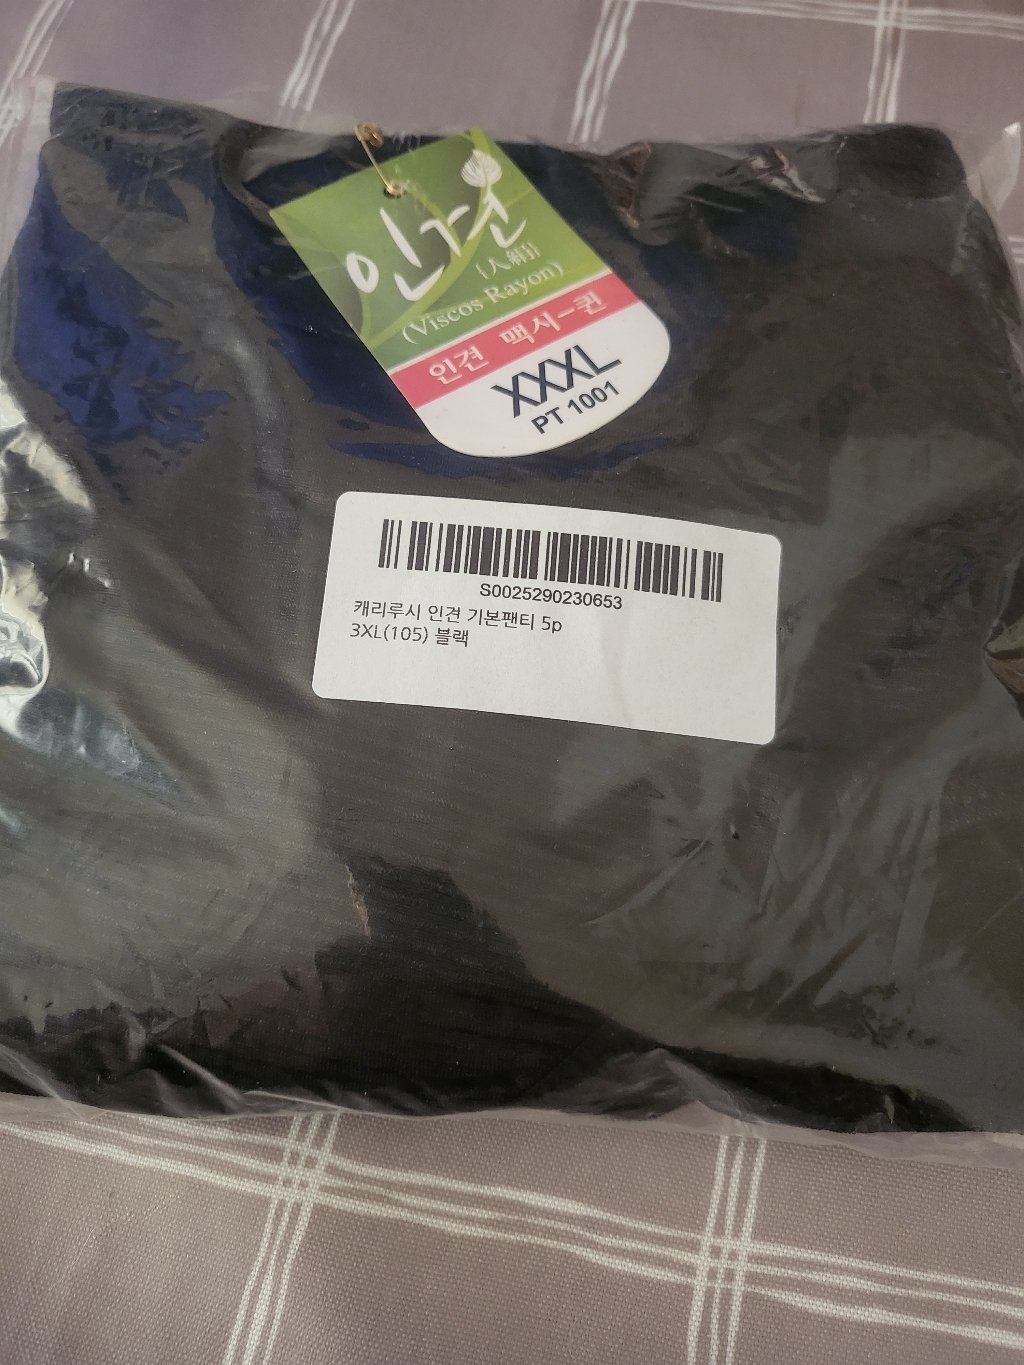 인견
[人絹]
(Viscos Rayon)
인견 맥시-퀸
XXXL
PT 1001
S0025290230653
캐리루시 인견 기본팬티 5p
3XL(105) 블랙